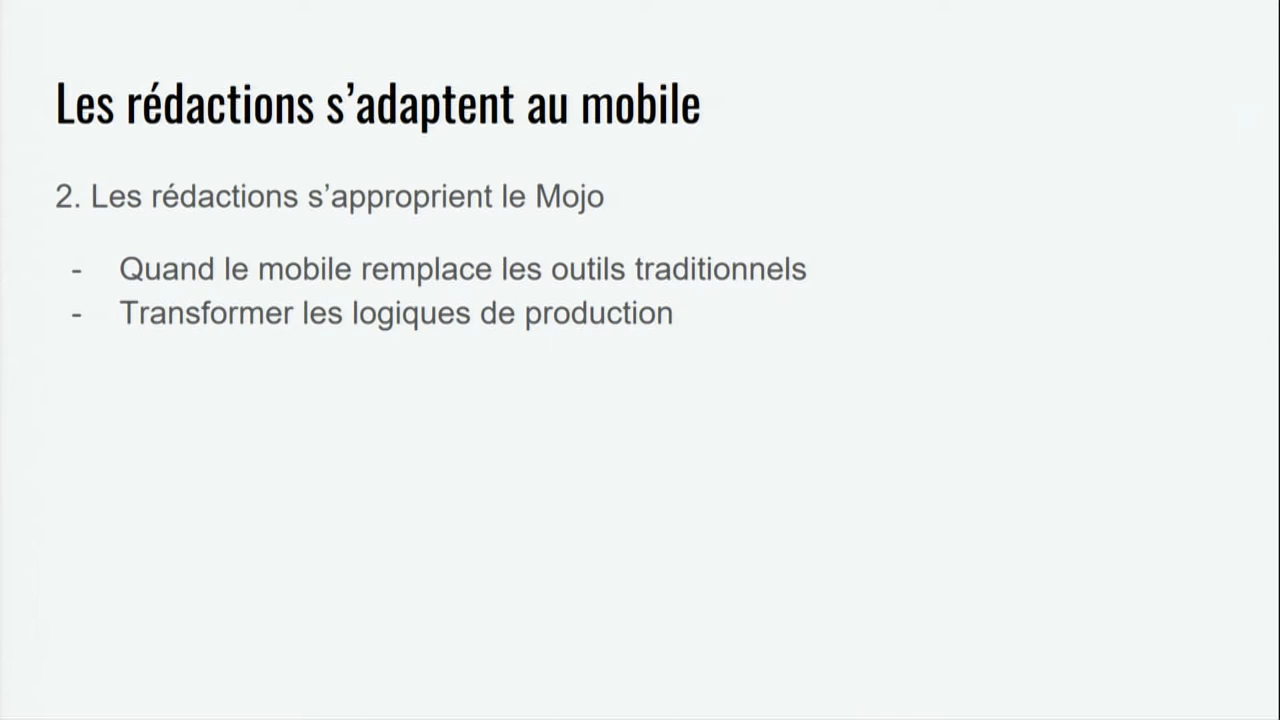 Les rédactions s’adaptent au mobile
2. Les rédactions s’approprient le Mojo
- Quand le mobile remplace les outils traditionnels
- Transformer les logiques de production